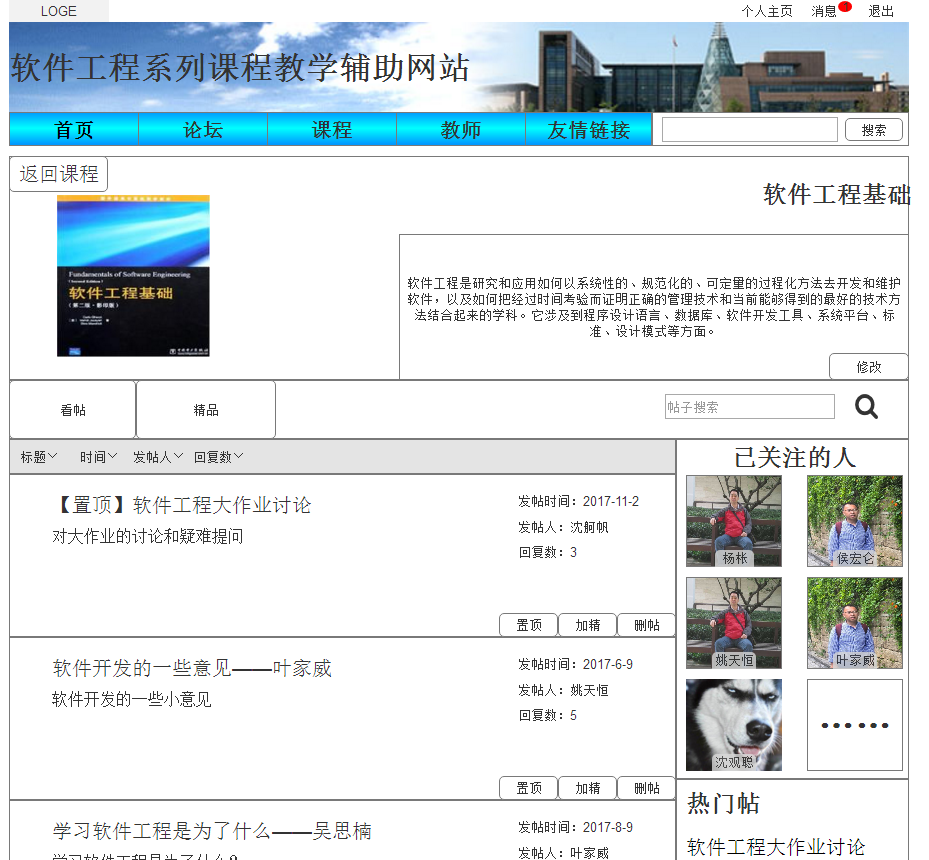 LOGE
个人主页 消息 退出
软件工程系列课程教学辅助网站
首页 论坛 课程 教师 友情链接 搜索
返回课程
软件工程基础
Fundamentals of Software Engineering
软件工程基础
(第二版·影印版)
软件工程是研究和应用如何以系统性的、规范化的、可定量的过程化方法去开发和维护
软件，以及如何把经过时间考验而证明正确的管理技术和当前能够得到的最好的技术方
法结合起来的学科。它涉及到程序设计语言、数据库、软件开发工具、系统平台、标
准、设计模式等方面。
修改
看帖 精品 帖子搜索
标题 时间 发帖人 回复数
【置顶】软件工程大作业讨论
对大作业的讨论和疑难提问
发帖时间：2017-11-2
发帖人：沈舸帆
回复数：3
置顶 加精 删帖
软件开发的一些意见——叶家威
软件开发的一些小意见
发帖时间：2017-6-9
发帖人：姚天恒
回复数：5
置顶 加精 删帖
学习软件工程是为了什么——吴思楠
学习软件工程是为了什么?
发帖时间：2017-8-9
发帖人：叶家威
已关注的人
杨枨 侯宏仑
姚天恒 叶家威
沈观聪 ······
热门帖
软件工程大作业讨论